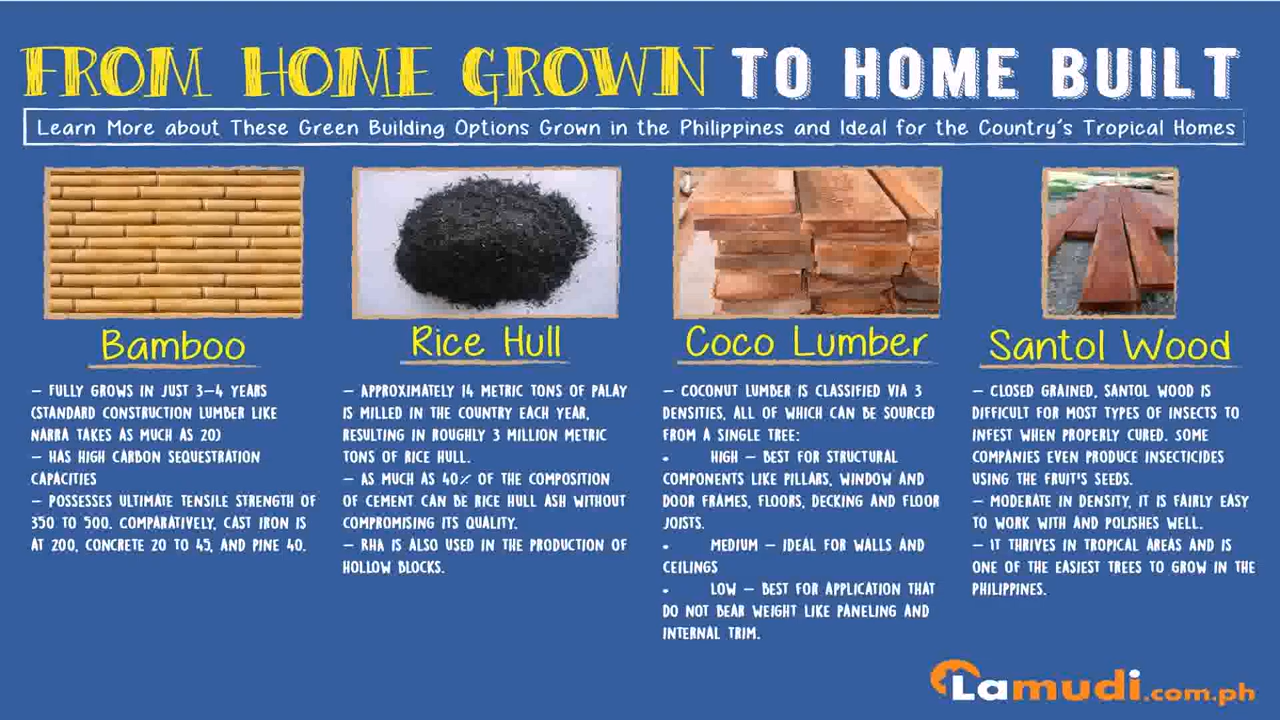 FROM HOME GROWN TO HOME BUILT
Learn More about These Green Building Options Grown in the Philippines and Ideal for the Country's Tropical Homes
Bamboo
— FULLY GROWS IN JUST 3–4 YEARS
(STANDARD CONSTRUCTION LUMBER LIKE
NARRA TAKES AS MUCH AS 20)
— HAS HIGH CARBON SEQUESTRATION
CAPACITIES
— POSSESSES ULTIMATE TENSILE STRENGTH OF
350 TO 500. COMPARATIVELY, CAST IRON IS
AT 200, CONCRETE 20 TO 45, AND PINE 40.
Rice Hull
— APPROXIMATELY 14 METRIC TONS OF PALAY
IS MILLED IN THE COUNTRY EACH YEAR,
RESULTING IN ROUGHLY 3 MILLION METRIC
TONS OF RICE HULL.
— AS MUCH AS 40% OF THE COMPOSITION
OF CEMENT CAN BE RICE HULL ASH WITHOUT
COMPROMISING ITS QUALITY.
— RHA IS ALSO USED IN THE PRODUCTION OF
HOLLOW BLOCKS.
Coco Lumber
— COCONUT LUMBER IS CLASSIFIED VIA 3
DENSITIES, ALL OF WHICH CAN BE SOURCED
FROM A SINGLE TREE:
• HIGH — BEST FOR STRUCTURAL
COMPONENTS LIKE PILLARS, WINDOW AND
DOOR FRAMES, FLOORS, DECKING AND FLOOR
JOISTS.
• MEDIUM — IDEAL FOR WALLS AND
CEILINGS
• LOW — BEST FOR APPLICATION THAT
DO NOT BEAR WEIGHT LIKE PANELING AND
INTERNAL TRIM.
Santol Wood
— CLOSED GRAINED, SANTOL WOOD IS
DIFFICULT FOR MOST TYPES OF INSECTS TO
INFEST WHEN PROPERLY CURED. SOME
COMPANIES EVEN PRODUCE INSECTICIDES
USING THE FRUIT'S SEEDS.
— MODERATE IN DENSITY, IT IS FAIRLY EASY
TO WORK WITH AND POLISHES WELL.
— IT THRIVES IN TROPICAL AREAS AND IS
ONE OF THE EASIEST TREES TO GROW IN THE
PHILIPPINES.
Lamudi.com.ph